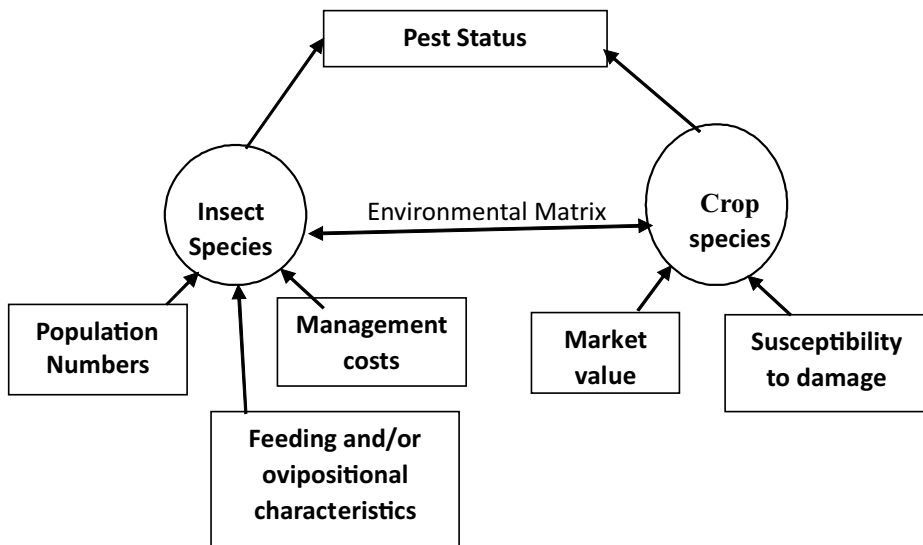 Pest Status
Environmental Matrix
Insect
Species
Crop
species
Population
Numbers
Management
costs
Market
value
Susceptibility
to damage
Feeding and/or
ovipositional
characteristics